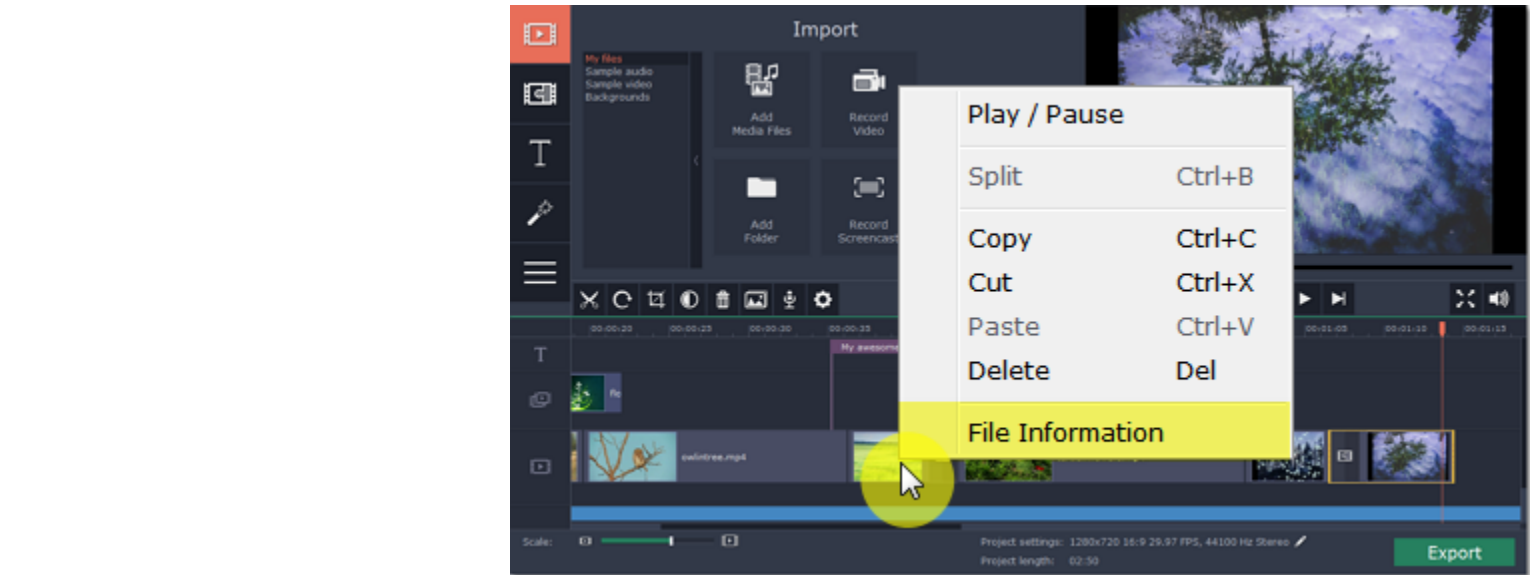 Import
My files
Sample audio
Sample video
Backgrounds
Add
Media Files
Record
Video
Add
Folder
Record
Screencast
Play / Pause
Split Ctrl+B
Copy Ctrl+C
Cut Ctrl+X
Paste Ctrl+V
Delete Del
File Information
00:00:20 00:00:25 00:00:30 00:00:35 00:01:05 00:01:10 00:01:15
T
My awesome
flo
owlintree.mp4
Scale:
Project settings: 1280x720 16:9 29.97 FPS, 44100 Hz Stereo
Project length: 02:50
Export